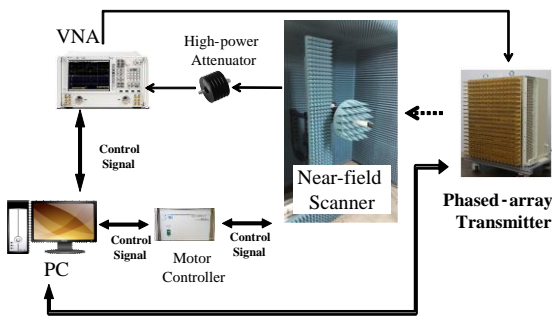 VNA
High-power
Attenuator
Control
Signal
Near-field
Scanner
Phased-array
Transmitter
Control
Signal
Control
Signal
Motor
Controller
PC